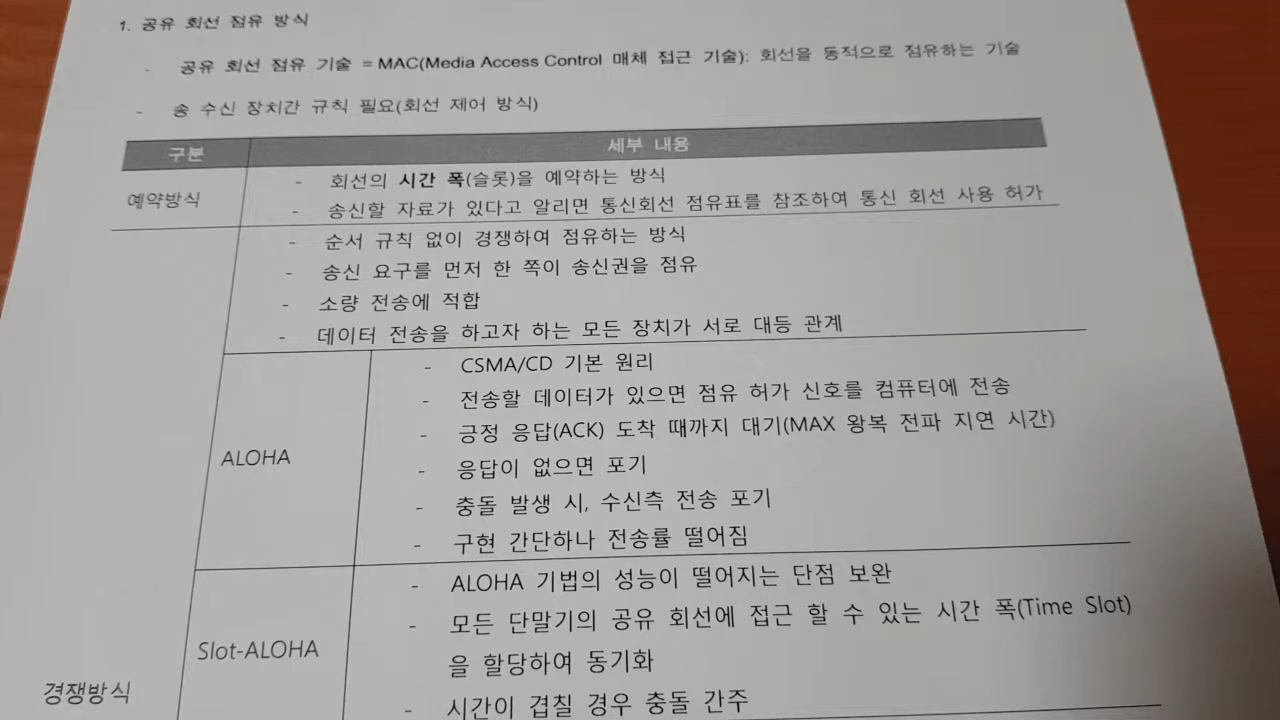 1. 공유 회선 점유 방식
- 공유 회선 점유 기술 = MAC(Media Access Control 매체 접근 기술): 회선을 동적으로 점유하는 기술
- 송 수신 장치간 규칙 필요(회선 제어 방식)
구분 세부 내용
예약방식
- 회선의 시간 폭(슬롯)을 예약하는 방식
- 송신할 자료가 있다고 알리면 통신회선 점유표를 참조하여 통신 회선 사용 허가
- 순서 규칙 없이 경쟁하여 점유하는 방식
- 송신 요구를 먼저 한 쪽이 송신권을 점유
- 소량 전송에 적합
- 데이터 전송을 하고자 하는 모든 장치가 서로 대등 관계
ALOHA
- CSMA/CD 기본 원리
- 전송할 데이터가 있으면 점유 허가 신호를 컴퓨터에 전송
- 긍정 응답(ACK) 도착 때까지 대기(MAX 왕복 전파 지연 시간)
- 응답이 없으면 포기
- 충돌 발생 시, 수신측 전송 포기
- 구현 간단하나 전송률 떨어짐
Slot-ALOHA
- ALOHA 기법의 성능이 떨어지는 단점 보완
- 모든 단말기의 공유 회선에 접근 할 수 있는 시간 폭(Time Slot)
을 할당하여 동기화
- 시간이 겹칠 경우 충돌 간주
경쟁방식